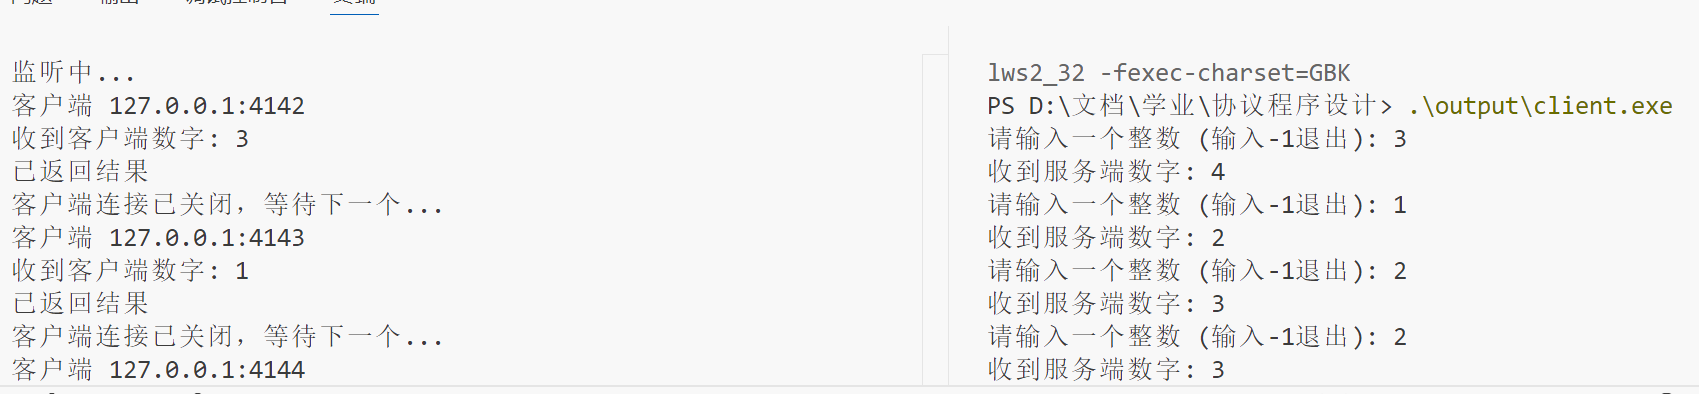 监听中...
客户端 127.0.0.1:4142
收到客户端数字: 3
已返回结果
客户端连接已关闭, 等待下一个...
客户端 127.0.0.1:4143
收到客户端数字: 1
已返回结果
客户端连接已关闭, 等待下一个...
客户端 127.0.0.1:4144
lws2_32 -fexec-charset=GBK
PS D:\文档\学业\协议程序设计> .\output\client.exe
请输入一个整数 (输入-1退出): 3
收到服务端数字: 4
请输入一个整数 (输入-1退出): 1
收到服务端数字: 2
请输入一个整数 (输入-1退出): 2
收到服务端数字: 3
请输入一个整数 (输入-1退出): 2
收到服务端数字: 3